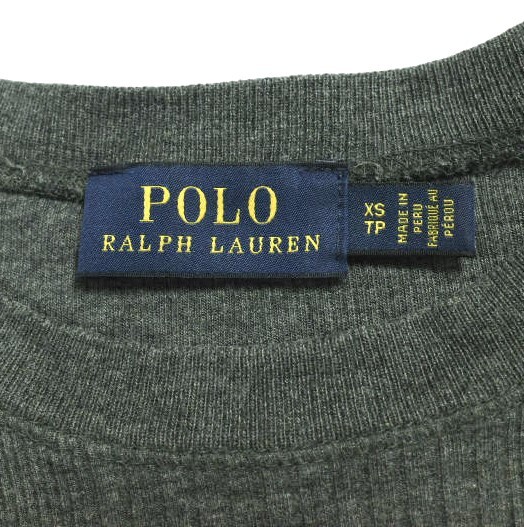 POLO
RALPH LAUREN
XS
TP
MADE IN
PERU
FABRIQUÉ AU
PÉROU